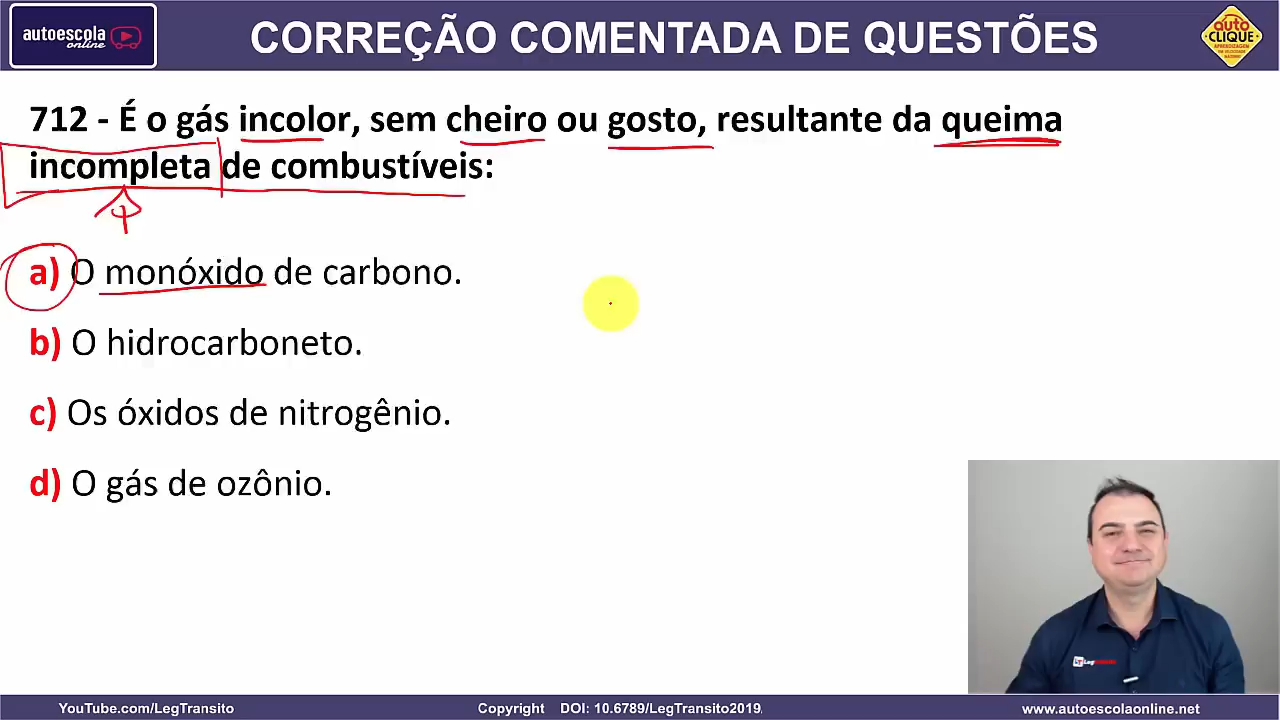 autoescola
online
CORREÇÃO COMENTADA DE QUESTÕES
auto
CLIQUE
APRENDIZAGEM
712 - É o gás incolor, sem cheiro ou gosto, resultante da queima
incompleta de combustíveis:
a) O monóxido de carbono.
b) O hidrocarboneto.
c) Os óxidos de nitrogênio.
d) O gás de ozônio.
YouTube.com/LegTransito
Copyright DOI: 10.6789/LegTransito2019
www.autoescolaonline.net